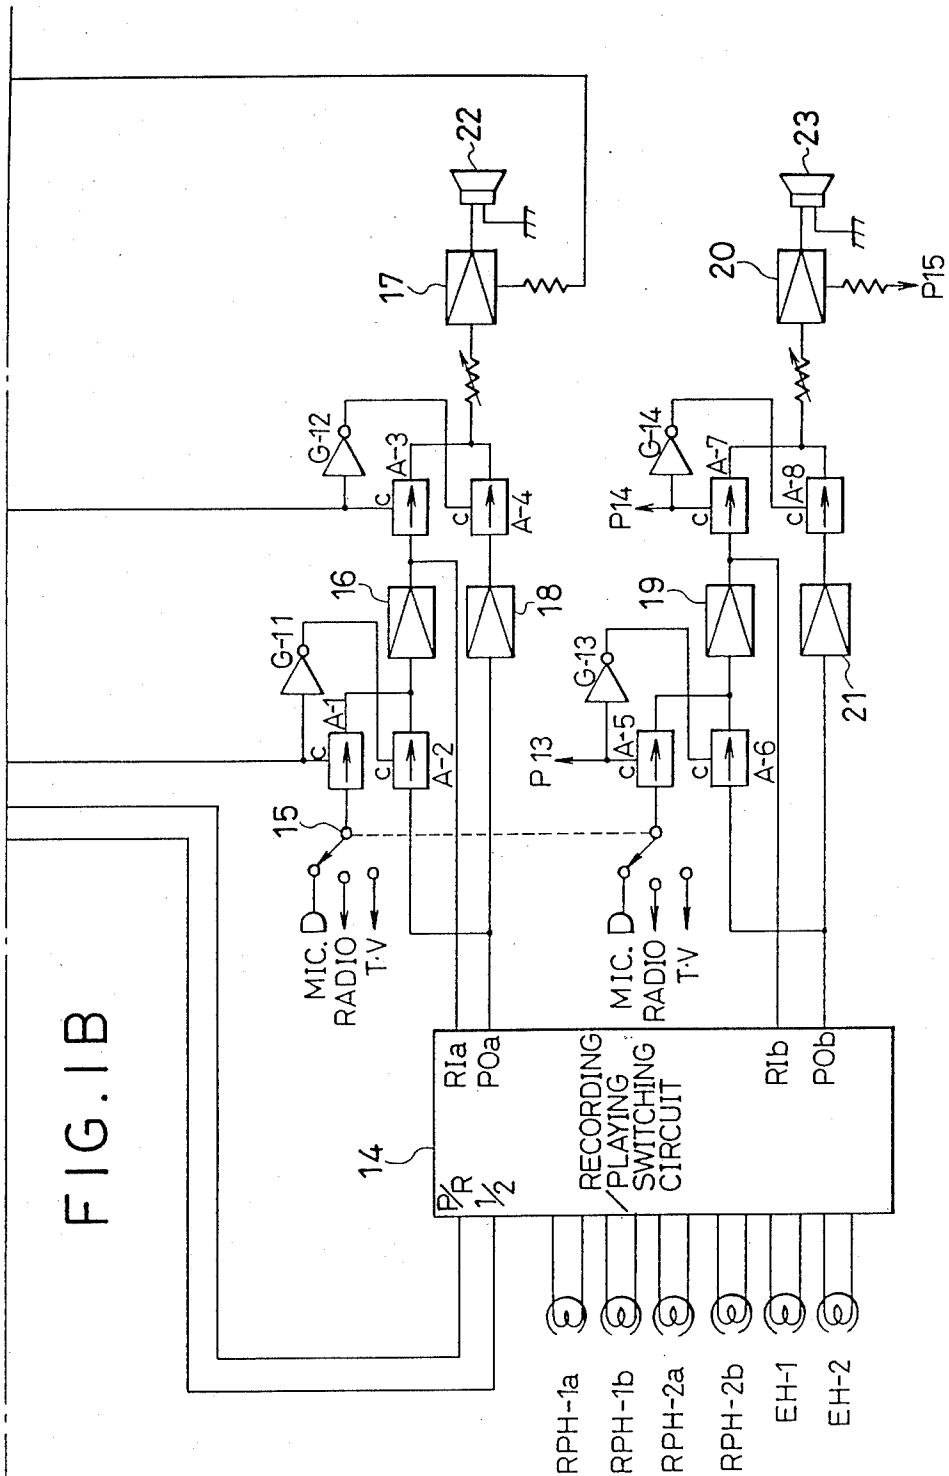 FIG.1B
14
P/R
1/2
RIa
POa
RECORDING
/PLAYING
SWITCHING
CIRCUIT
RIb
POb
RPH-1a
RPH-1b
RPH-2a
RPH-2b
EH-1
EH-2
MIC.
RADIO
T·V
15
C
A-1
G-11
C
A-2
16
18
G-12
C
A-3
C
A-4
17
22
MIC.
RADIO
T·V
P13
C
A-5
G-13
C
A-6
19
21
P14
G-14
C
A-7
C
A-8
20
23
P15